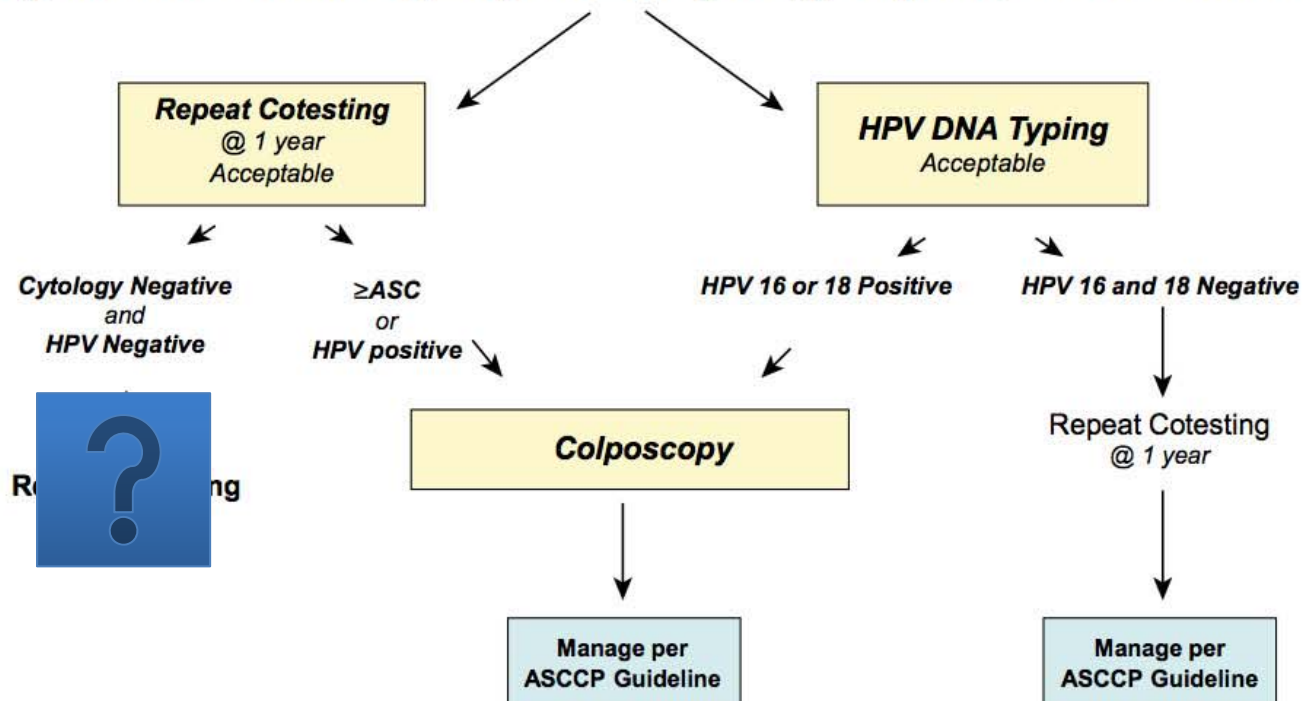 Repeat Cotesting
@ 1 year
Acceptable
HPV DNA Typing
Acceptable
Cytology Negative
and
HPV Negative
≥ASC
or
HPV positive
HPV 16 or 18 Positive
HPV 16 and 18 Negative
?
Colposcopy
Repeat Cotesting
@ 1 year
Manage per
ASCCP Guideline
Manage per
ASCCP Guideline